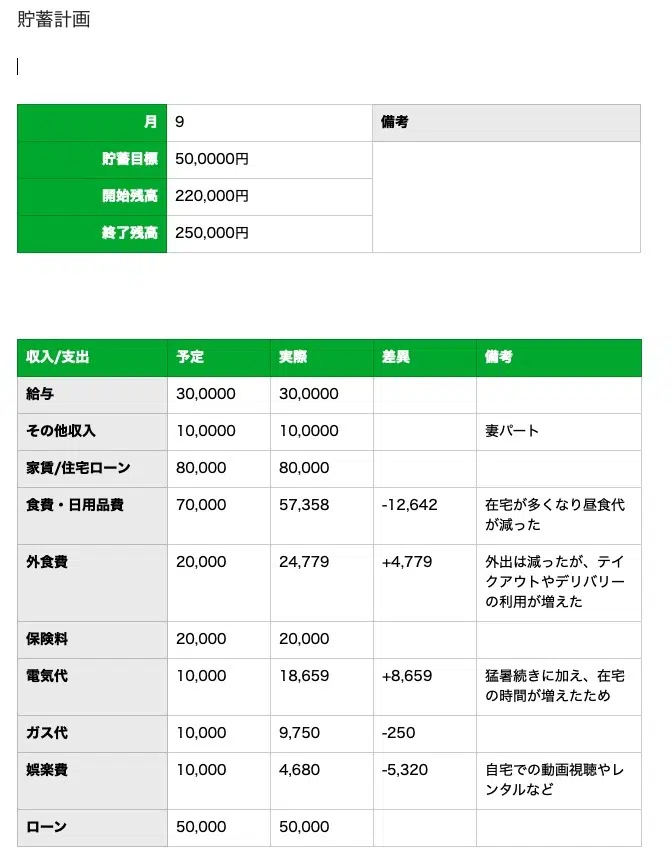 貯蓄計画
月 9 備考
貯蓄目標 50,0000円
開始残高 220,000円
終了残高 250,000円
収入/支出 予定 実際 差異 備考
給与 30,0000 30,0000
その他収入 10,0000 10,0000 妻パート
家賃/住宅ローン 80,000 80,000
食費・日用品費 70,000 57,358 -12,642 在宅が多くなり昼食代
が減った
外食費 20,000 24,779 +4,779 外出は減ったが、テイ
クアウトやデリバリー
の利用が増えた
保険料 20,000 20,000
電気代 10,000 18,659 +8,659 猛暑続きに加え、在宅
の時間が増えたため
ガス代 10,000 9,750 -250
娯楽費 10,000 4,680 -5,320 自宅での動画視聴やレ
ンタルなど
ローン 50,000 50,000